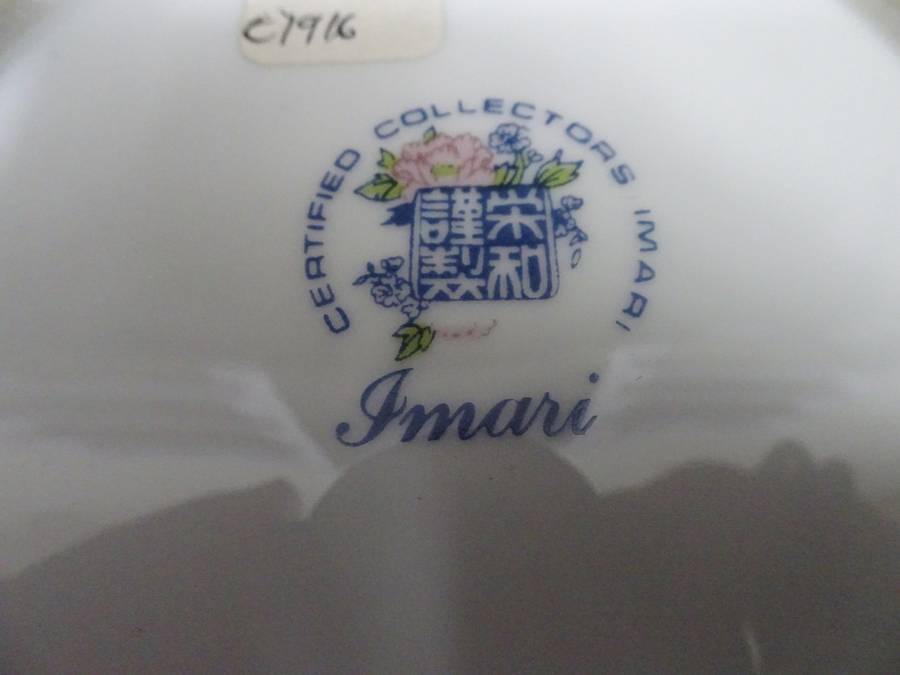 C7916
CERTIFIED COLLECTORS IMARI
栄和
謹製
Imari